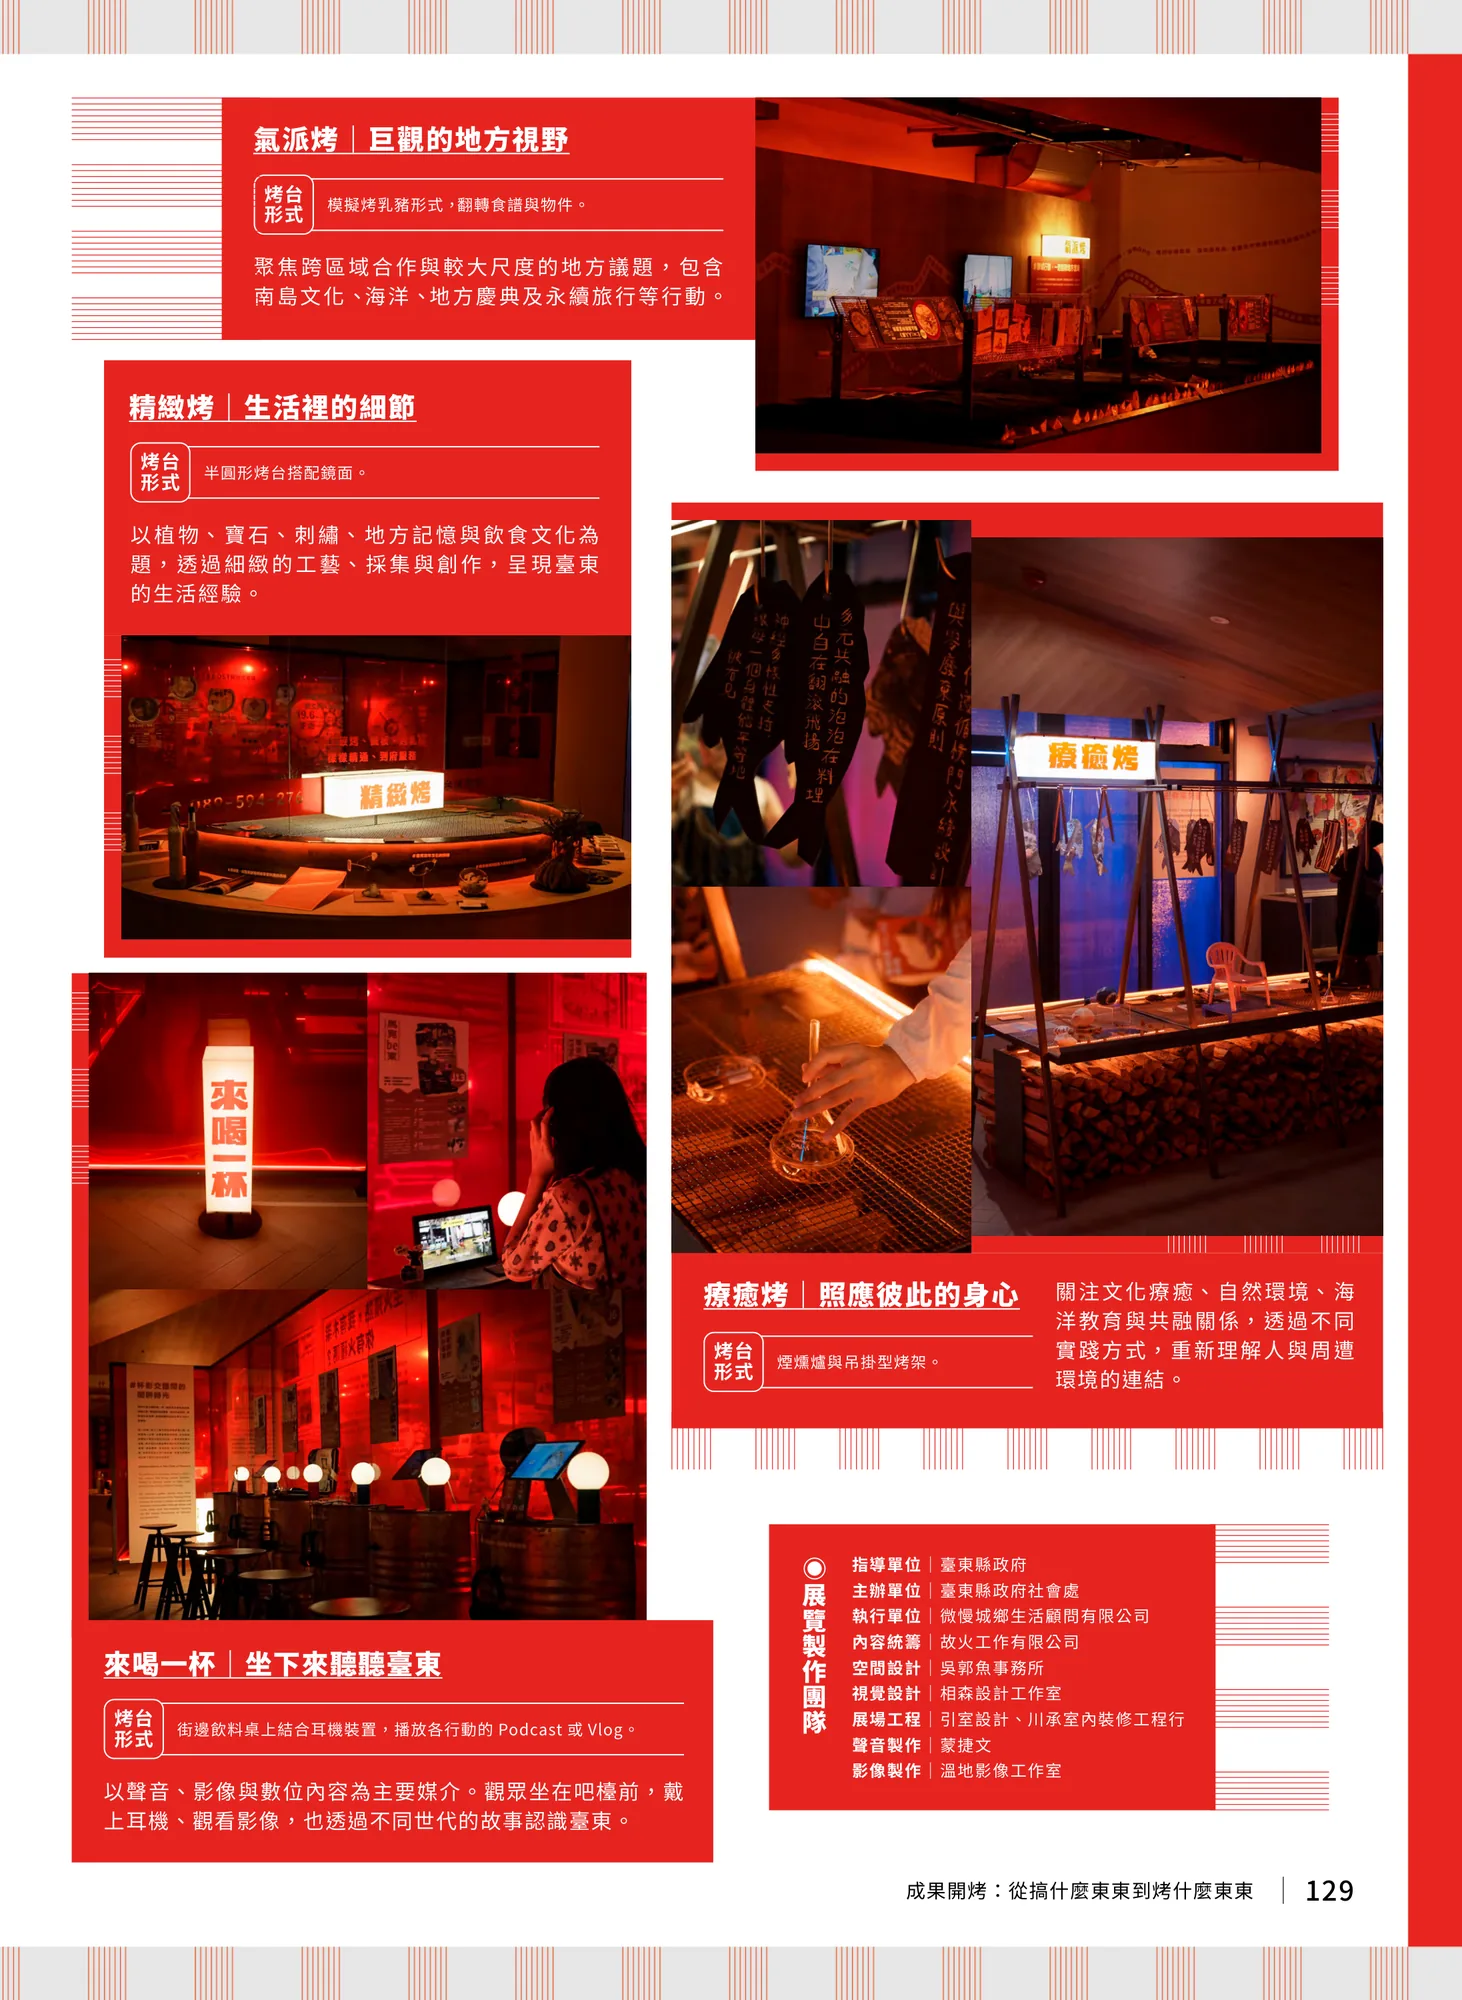 氣派烤｜巨觀的地方視野
烤台
形式
模擬烤乳豬形式，翻轉食譜與物件。
聚焦跨區域合作與較大尺度的地方議題，包含
南島文化、海洋、地方慶典及永續旅行等行動。
氣派烤
精緻烤｜生活裡的細節
烤台
形式
半圓形烤台搭配鏡面。
以植物、寶石、刺繡、地方記憶與飲食文化為
題，透過細緻的工藝、採集與創作，呈現臺東
的生活經驗。
精緻烤
多元共融的泡泡在料理
山自在翻滾飛揚
療癒烤
來喝一杯
療癒烤｜照應彼此的身心
烤台
形式
煙燻爐與吊掛型烤架。
關注文化療癒、自然環境、海
洋教育與共融關係，透過不同
實踐方式，重新理解人與周遭
環境的連結。
來喝一杯｜坐下來聽聽臺東
烤台
形式
街邊飲料桌上結合耳機裝置，播放各行動的 Podcast 或 Vlog。
以聲音、影像與數位內容為主要媒介。觀眾坐在吧檯前，戴
上耳機、觀看影像，也透過不同世代的故事認識臺東。
◉展覽製作團隊
指導單位｜臺東縣政府
主辦單位｜臺東縣政府社會處
執行單位｜微慢城鄉生活顧問有限公司
內容統籌｜故火工作有限公司
空間設計｜吳郭魚事務所
視覺設計｜相森設計工作室
展場工程｜引室設計、川承室內裝修工程行
聲音製作｜蒙捷文
影像製作｜溫地影像工作室
成果開烤：從搞什麼東東到烤什麼東東｜129